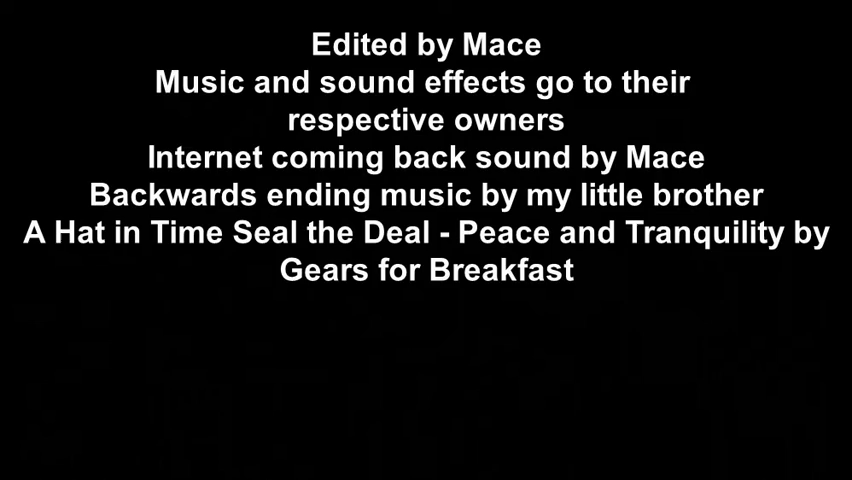 Edited by Mace
Music and sound effects go to their
respective owners
Internet coming back sound by Mace
Backwards ending music by my little brother
A Hat in Time Seal the Deal - Peace and Tranquility by
Gears for Breakfast